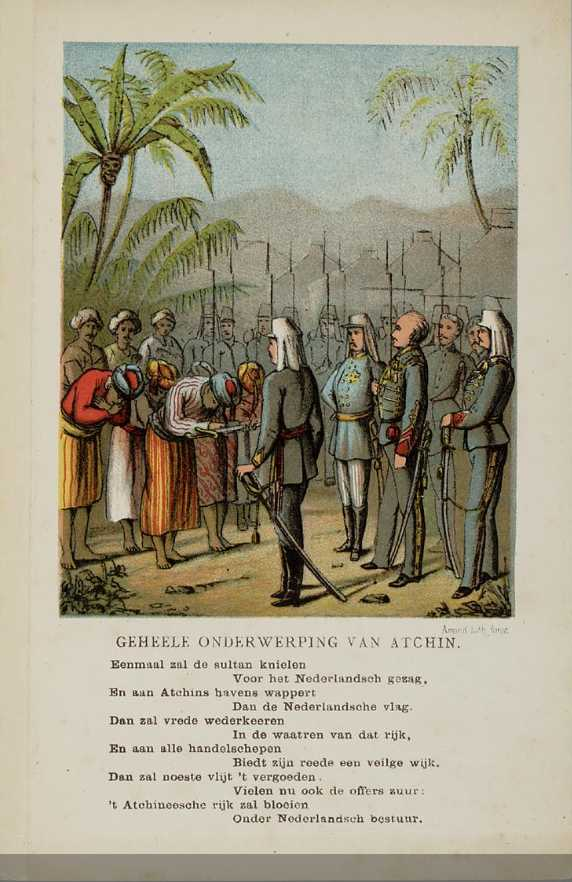 GEHEELE ONDERWERPING VAN ATCHIN.
Eenmaal zal de sultan knielen
Voor het Nederlandsch gezag,
En aan Atchins havens wappert
Dan de Nederlandsche vlag.
Dan zal vrede wederkeeren
In de waatren van dat rijk,
En aan alle handelschepen
Biedt zijn reede een veilge wijk.
Dan zal noeste vlijt 't vergoeden.
Vielen nu ook de offers zuur:
't Atchineesche rijk zal bloeien
Onder Nederlandsch bestuur.